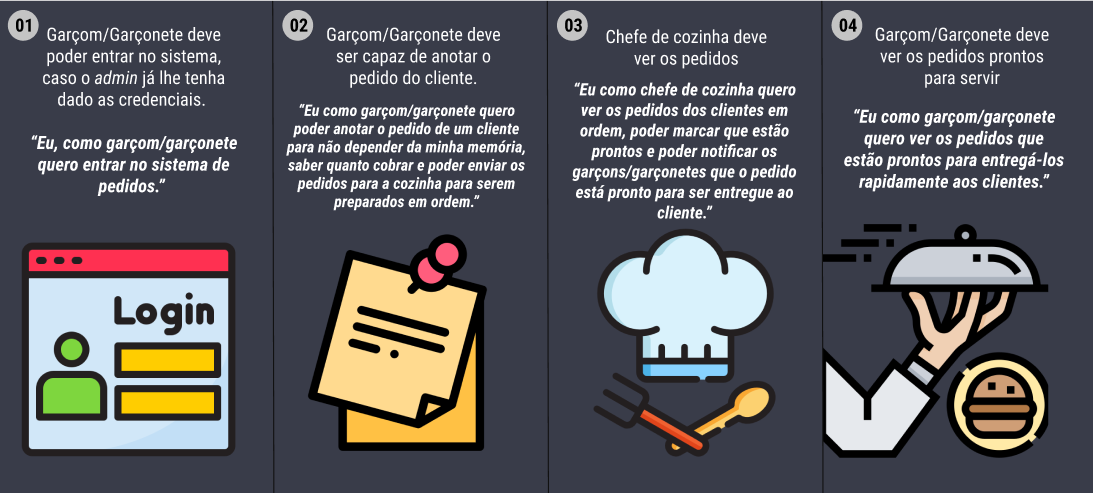 01
Garçom/Garçonete deve
poder entrar no sistema,
caso o admin já lhe tenha
dado as credenciais.
“Eu, como garçom/garçonete
quero entrar no sistema de
pedidos.”
Login
02
Garçom/Garçonete deve
ser capaz de anotar o
pedido do cliente.
“Eu como garçom/garçonete quero
poder anotar o pedido de um cliente
para não depender da minha memória,
saber quanto cobrar e poder enviar os
pedidos para a cozinha para serem
preparados em ordem.”
03
Chefe de cozinha deve
ver os pedidos
“Eu como chefe de cozinha quero
ver os pedidos dos clientes em
ordem, poder marcar que estão
prontos e poder notificar os
garçons/garçonetes que o pedido
está pronto para ser entregue ao
cliente.”
04
Garçom/Garçonete deve
ver os pedidos prontos
para servir
“Eu como garçom/garçonete
quero ver os pedidos que
estão prontos para entregá-los
rapidamente aos clientes.”